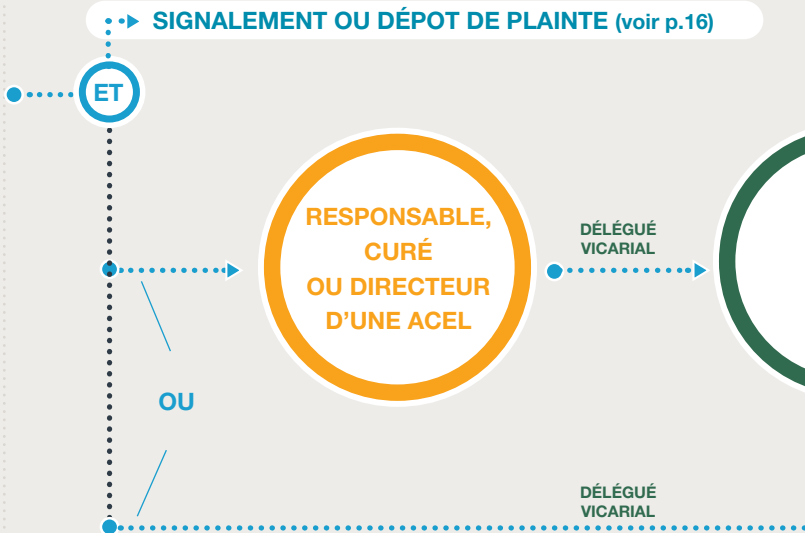 SIGNALEMENT OU DÉPOT DE PLAINTE (voir p.16)
ET
RESPONSABLE,
CURÉ
OU DIRECTEUR
D'UNE ACEL
DÉLÉGUÉ
VICARIAL
OU
DÉLÉGUÉ
VICARIAL